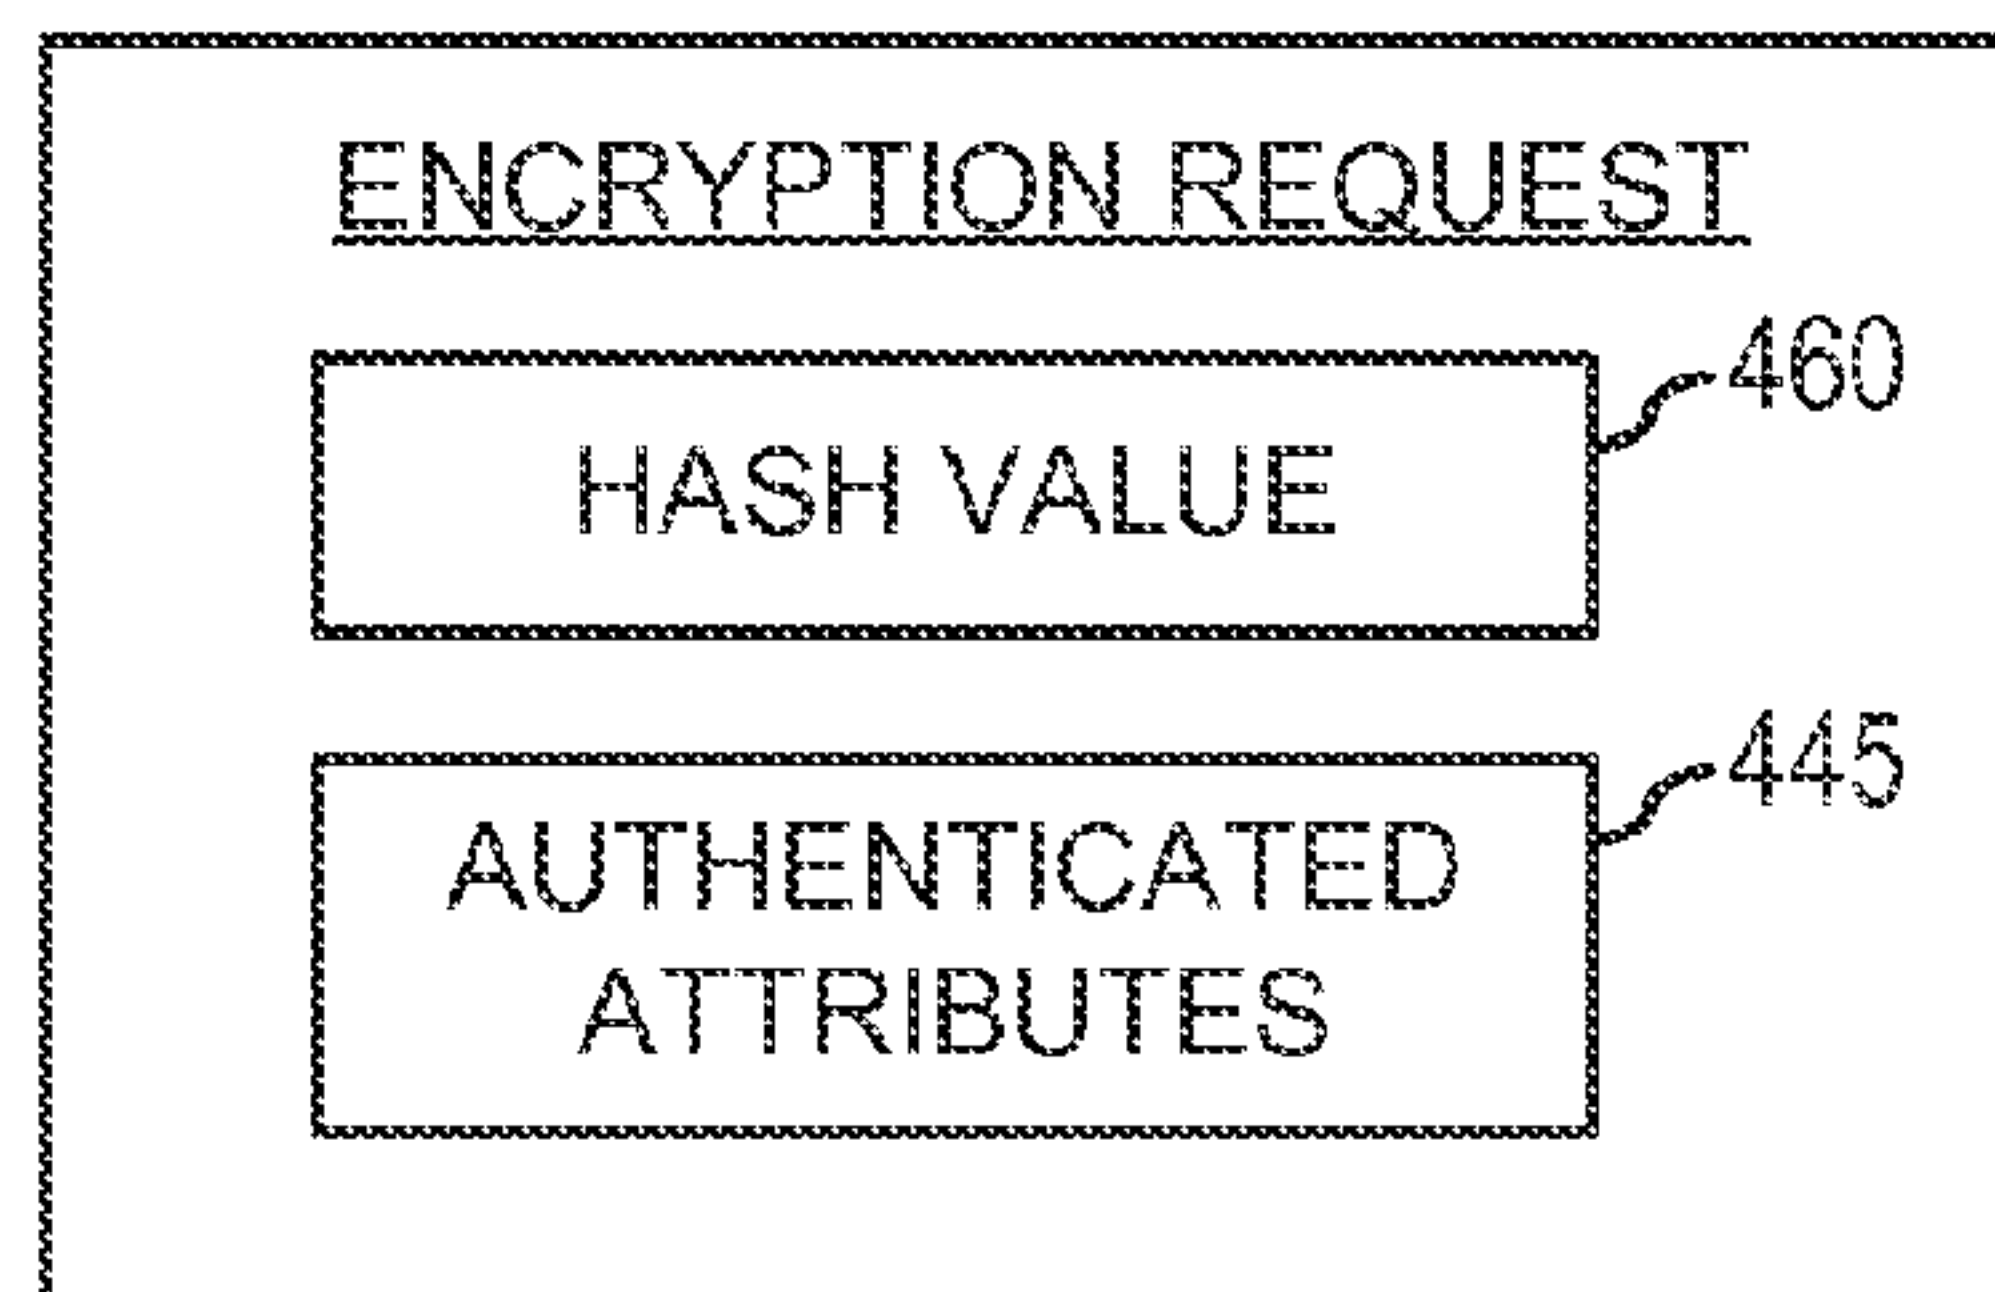 ENCRYPTION REQUEST
460
HASH VALUE
445
AUTHENTICATED
ATTRIBUTES